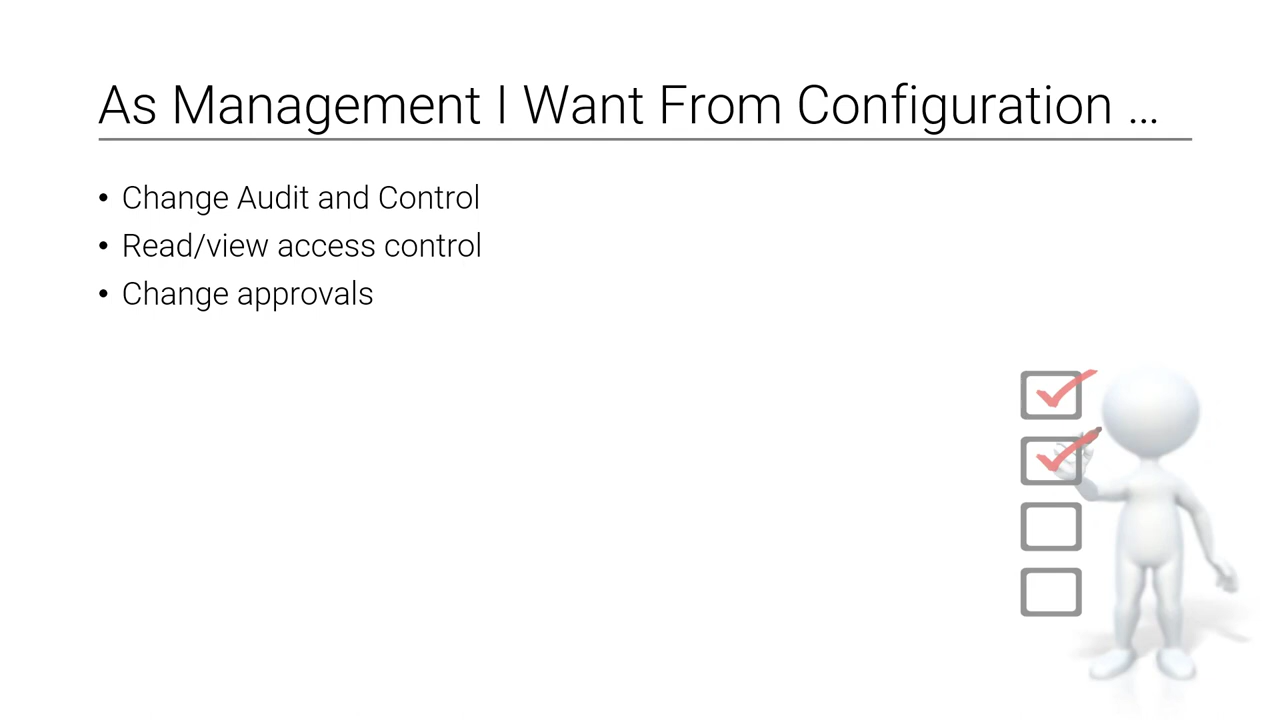 As Management I Want From Configuration ...
• Change Audit and Control
• Read/view access control
• Change approvals